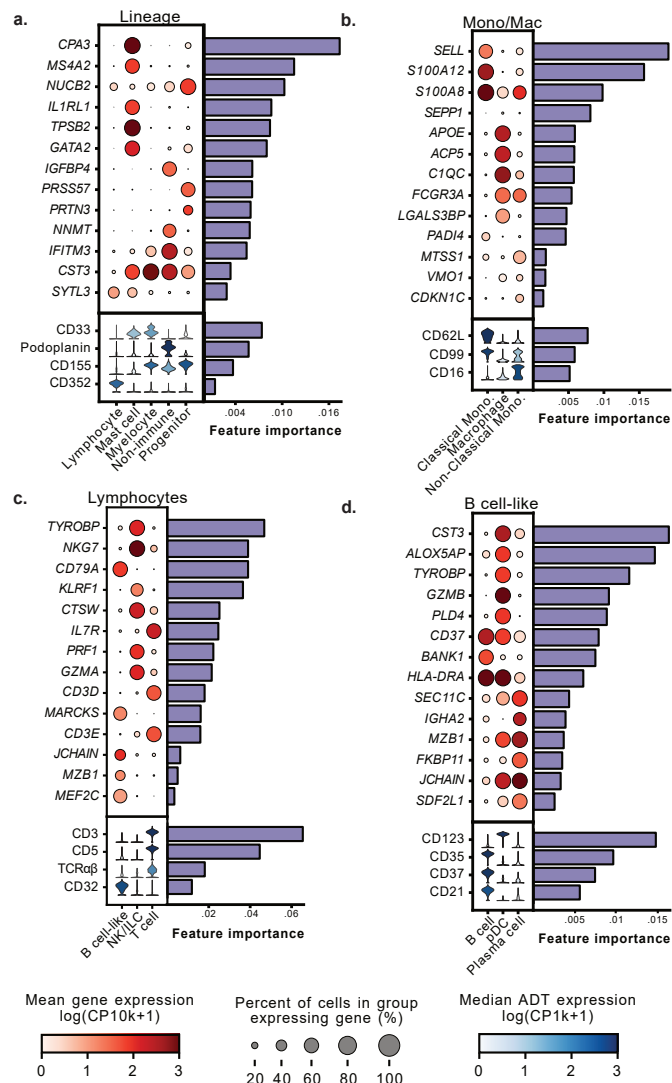 a.
Lineage
CPA3
MS4A2
NUCB2
IL1RL1
TPSB2
GATA2
IGFBP4
PRSS57
PRTN3
NNMT
IFITM3
CST3
SYTL3
CD33
Podoplanin
CD155
CD352
Lymphocyte
Mast cell
Myelocyte
Non-immune
Progenitor
.004 .010 .016
Feature importance
b.
Mono/Mac
SELL
S100A12
S100A8
SEPP1
APOE
ACP5
C1QC
FCGR3A
LGALS3BP
PADI4
MTSS1
VMO1
CDKN1C
CD62L
CD99
CD16
Classical Mono.
Macrophage
Non-Classical Mono.
.005 .010 .015
Feature importance
c.
Lymphocytes
TYROBP
NKG7
CD79A
KLRF1
CTSW
IL7R
PRF1
GZMA
CD3D
MARCKS
CD3E
JCHAIN
MZB1
MEF2C
CD3
CD5
TCRαβ
CD32
B cell-like
NK/ILC
T cell
.02 .04 .06
Feature importance
d.
B cell-like
CST3
ALOX5AP
TYROBP
GZMB
PLD4
CD37
BANK1
HLA-DRA
SEC11C
IGHA2
MZB1
FKBP11
JCHAIN
SDF2L1
CD123
CD35
CD37
CD21
B cell
pDC
Plasma cell
.005 .010 .015
Feature importance
Mean gene expression
log(CP10k+1)
0 1 2 3
Percent of cells in group
expressing gene (%)
20 40 60 80 100
Median ADT expression
log(CP1k+1)
0 1 2 3